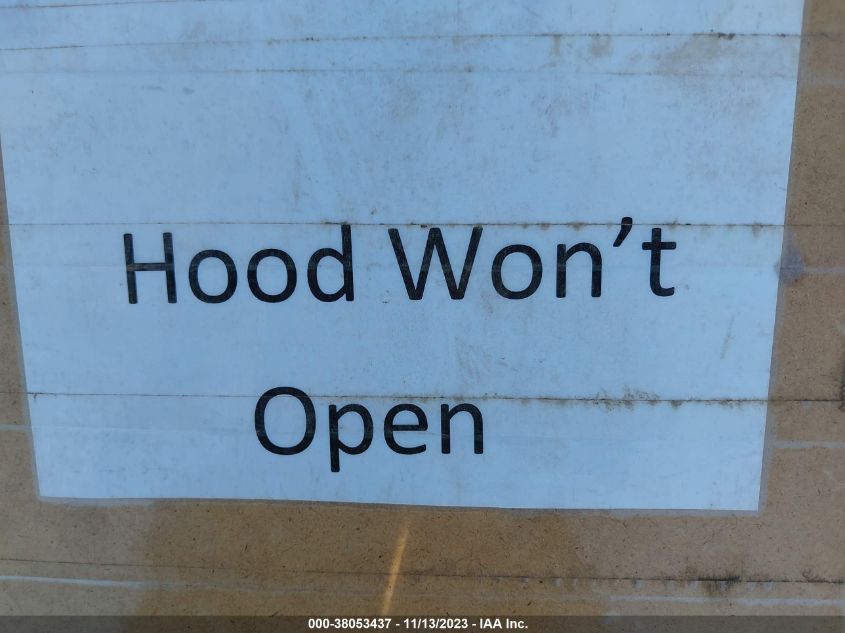 Hood Won’t
Open
000-38053437 - 11/13/2023 - IAA Inc.